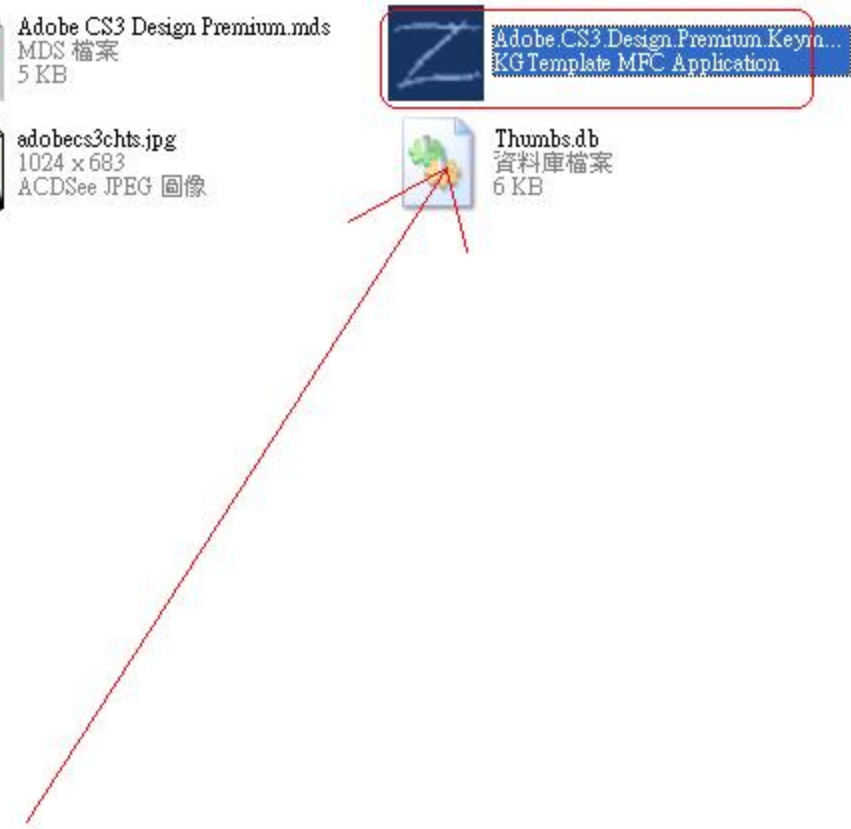 Adobe CS3 Design Premium.mds
MDS 檔案
5 KB
Adobe.CS3.Design.Premium.Keym...
KGTemplate MFC Application
adobecs3chts.jpg
1024 x 683
ACDSee JPEG 圖像
Thumbs.db
資料庫檔案
6 KB